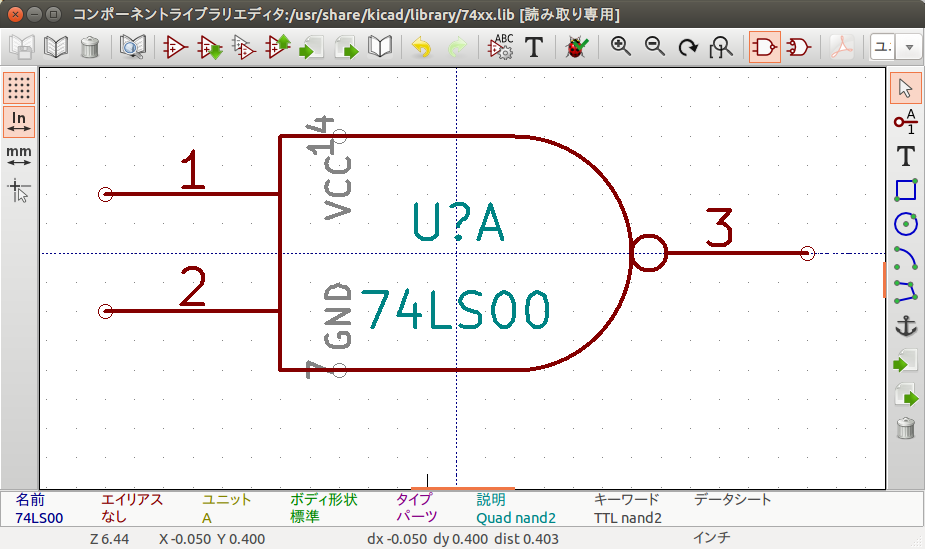 コンポーネントライブラリエディタ:/usr/share/kicad/library/74xx.lib [読み取り専用]
ABC
T
ユ:
In
mm
A
1
T
14
VCC
1
U?A
3
2
GND
74LS00
7
名前 エイリアス ユニット ボディ形状 タイプ 説明 キーワード データシート
74LS00 なし A 標準 パーツ Quad nand2 TTL nand2
Z 6.44 X -0.050 Y 0.400 dx -0.050 dy 0.400 dist 0.403 インチ